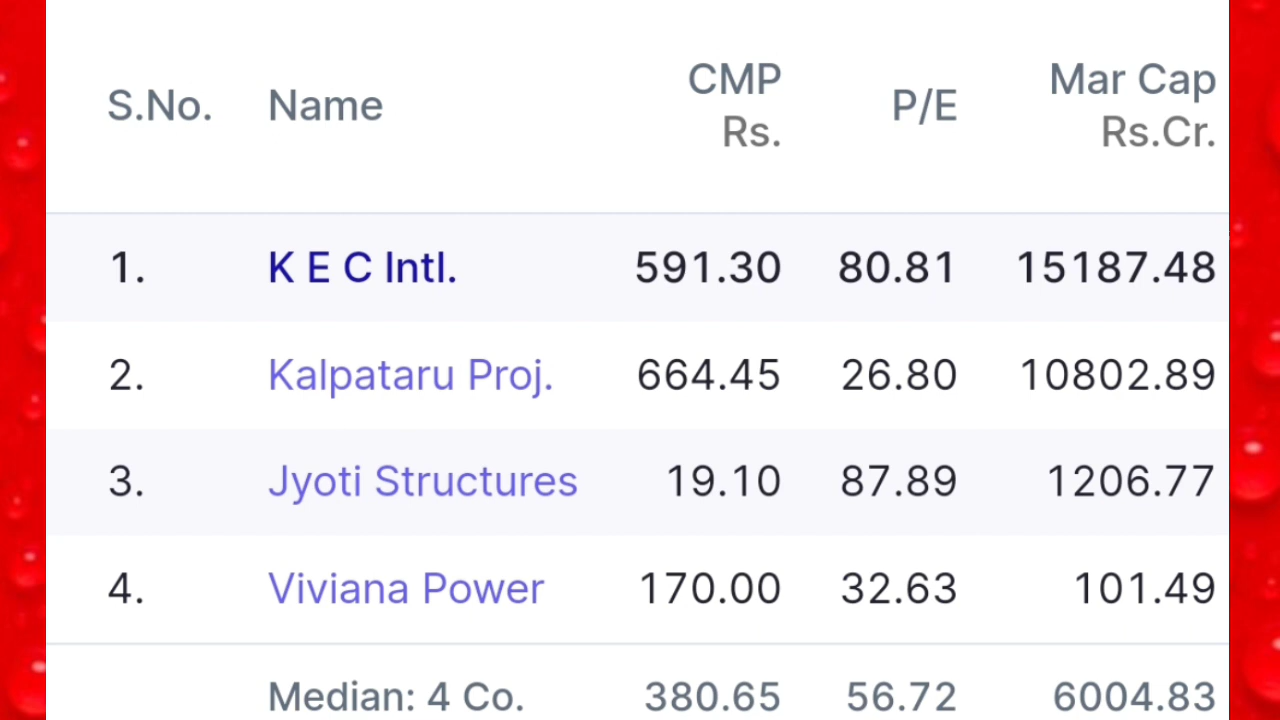 S.No. Name CMP Rs. P/E Mar Cap Rs.Cr.
1. K E C Intl. 591.30 80.81 15187.48
2. Kalpataru Proj. 664.45 26.80 10802.89
3. Jyoti Structures 19.10 87.89 1206.77
4. Viviana Power 170.00 32.63 101.49
Median: 4 Co. 380.65 56.72 6004.83